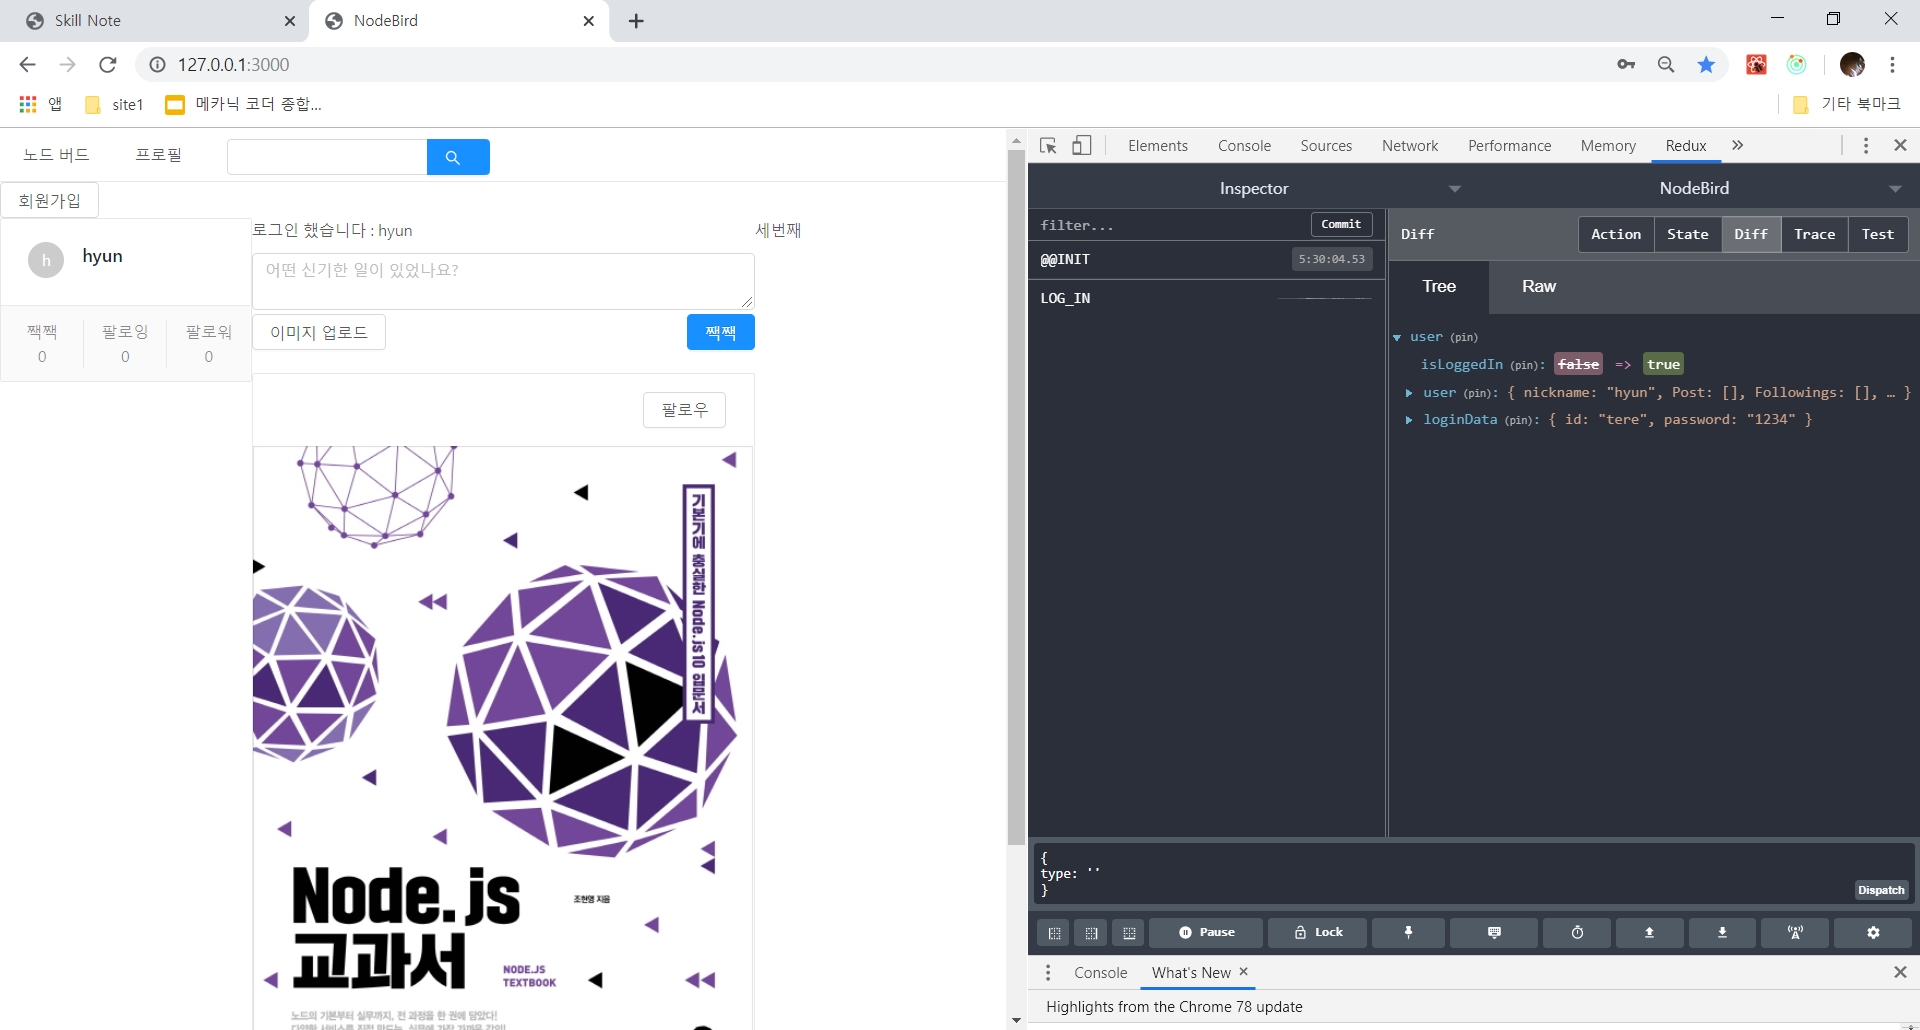 Skill Note
NodeBird
127.0.0.1:3000
앱
site1
메카닉 코더 종합...
기타 북마크
노드 버드
프로필
회원가입
h
hyun
짹짹
팔로잉
팔로워
0
0
0
로그인 했습니다 : hyun
세번째
어떤 신기한 일이 있었나요?
이미지 업로드
짹짹
팔로우
기본기에 충실한 Node.js 10 입문서
Node.js
교과서
조현영 지음
NODE.JS
TEXTBOOK
노드의 기본부터 실무까지, 전 과정을 한 권에 담았다!
Elements
Console
Sources
Network
Performance
Memory
Redux
Inspector
NodeBird
filter...
Commit
@@INIT
5:30:04.53
LOG_IN
Diff
Action
State
Diff
Trace
Test
Tree
Raw
user (pin)
isLoggedIn (pin): false => true
user (pin): { nickname: "hyun", Post: [], Followings: [], … }
loginData (pin): { id: "tere", password: "1234" }
{
type: ''
}
Dispatch
Pause
Lock
Console
What's New
Highlights from the Chrome 78 update